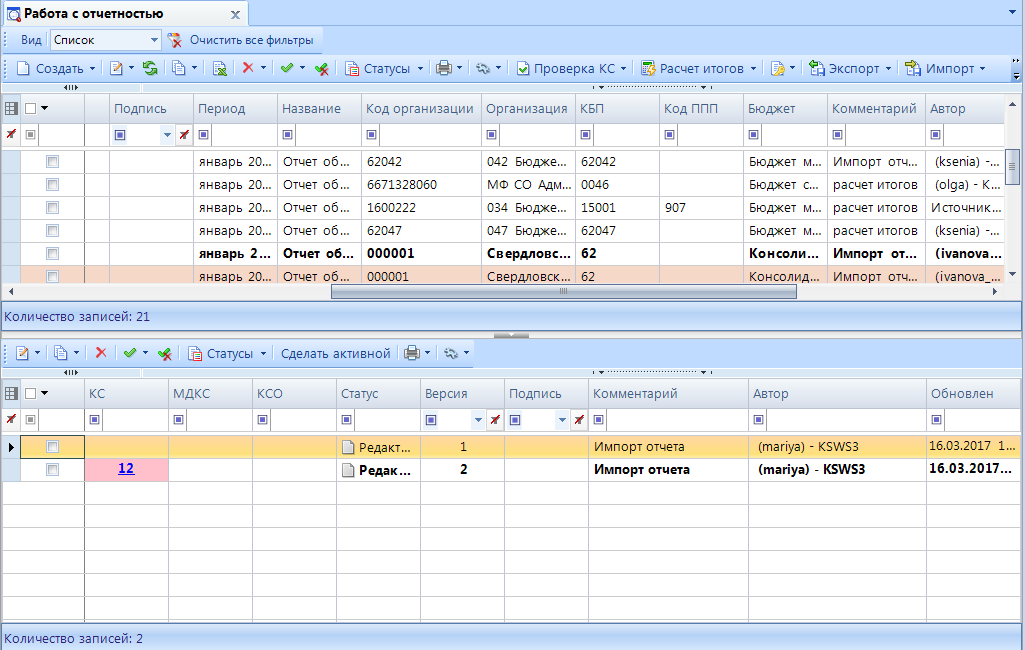 Работа с отчетностью
Вид Список Очистить все фильтры
Создать Статусы Проверка КС Расчет итогов Экспорт Импорт
Подпись Период Название Код организации Организация КБП Код ППП Бюджет Комментарий Автор
январь 20... Отчет об... 62042 042 Бюдже... 62042 Бюджет м... Импорт отч... (ksenia) -...
январь 20... Отчет об... 6671328060 МФ СО Адм... 0046 Бюджет с... расчет итогов (olga) - K...
январь 20... Отчет об... 1600222 034 Бюдже... 15001 907 Бюджет м... расчет итогов Источник...
январь 20... Отчет об... 62047 047 Бюдже... 62047 Бюджет м... расчет итогов (ksenia) -...
январь 2... Отчет об... 000001 Свердловс... 62 Консоли... Импорт от... (ivanova...
январь 20... Отчет об... 000001 Свердловск... 62 Консолид... Импорт отч... (ivanova_...
Количество записей: 21
Статусы Сделать активной
КС МДКС КСО Статус Версия Подпись Комментарий Автор Обновлен
Редакт... 1 Импорт отчета (mariya) - KSWS3 16.03.2017 1...
12 Редак... 2 Импорт отчета (mariya) - KSWS3 16.03.2017...
Количество записей: 2